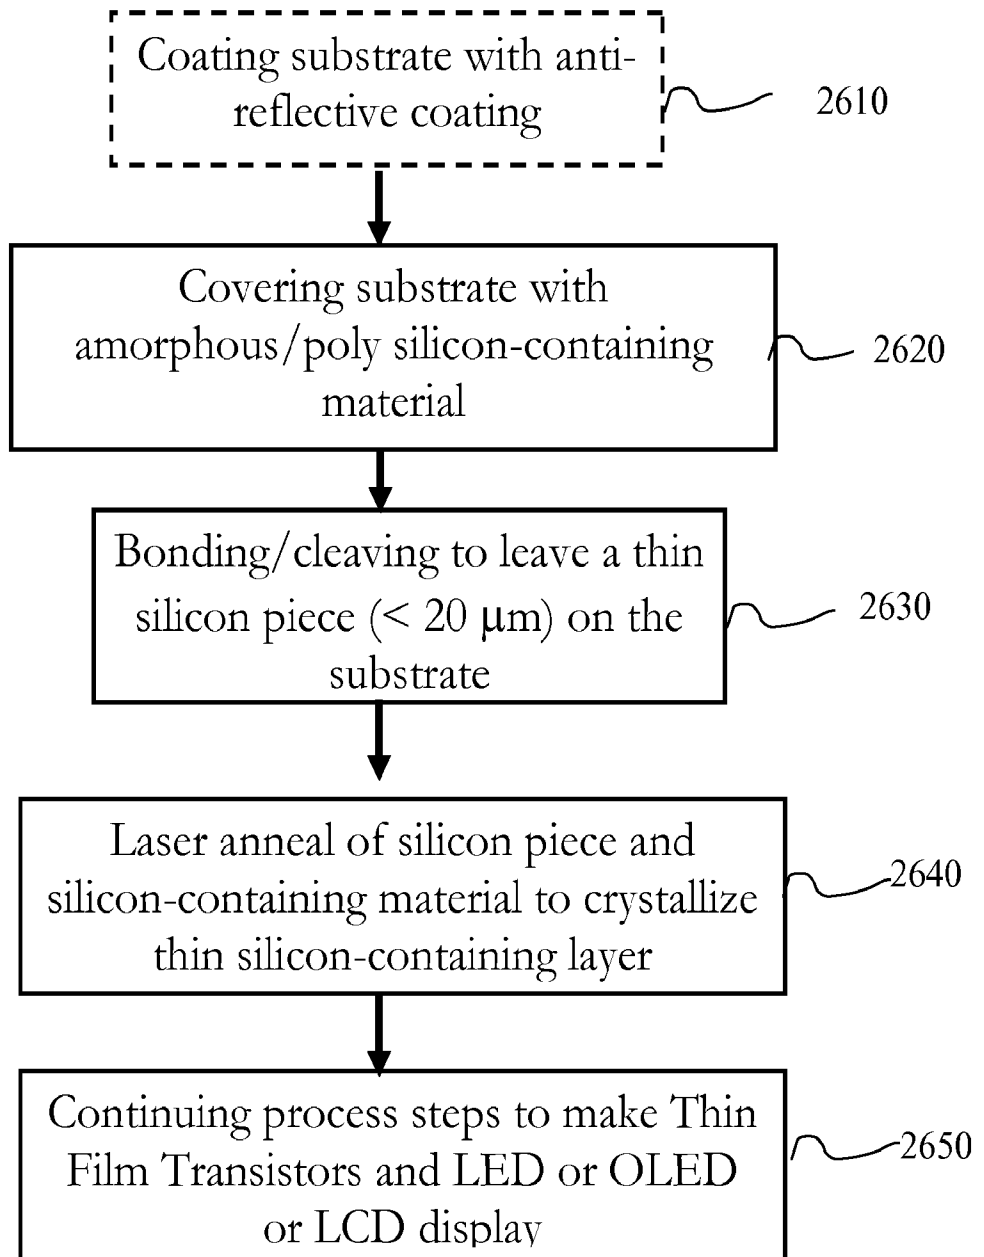 Coating substrate with anti-
reflective coating
2610
Covering substrate with
amorphous/poly silicon-containing
material
2620
Bonding/cleaving to leave a thin
silicon piece (< 20 μm) on the
substrate
2630
Laser anneal of silicon piece and
silicon-containing material to crystallize
thin silicon-containing layer
2640
Continuing process steps to make Thin
Film Transistors and LED or OLED
or LCD display
2650